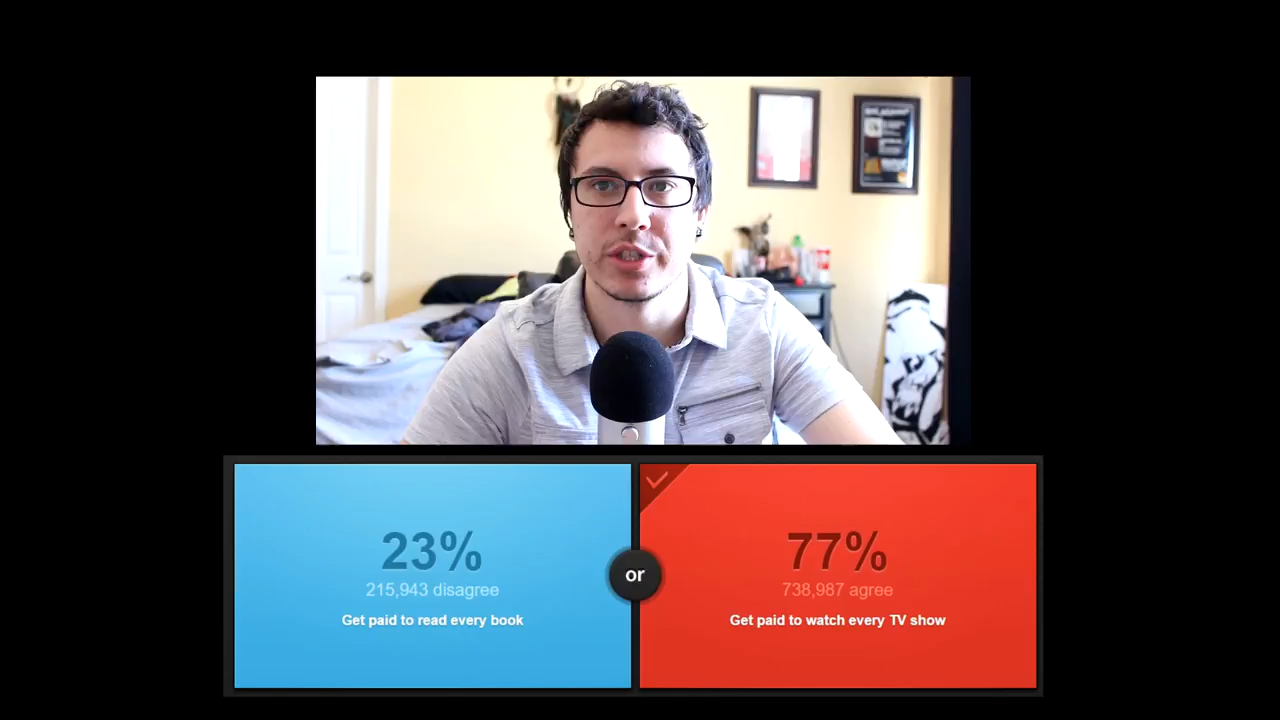 23%
215,943 disagree
Get paid to read every book
or
77%
738,987 agree
Get paid to watch every TV show